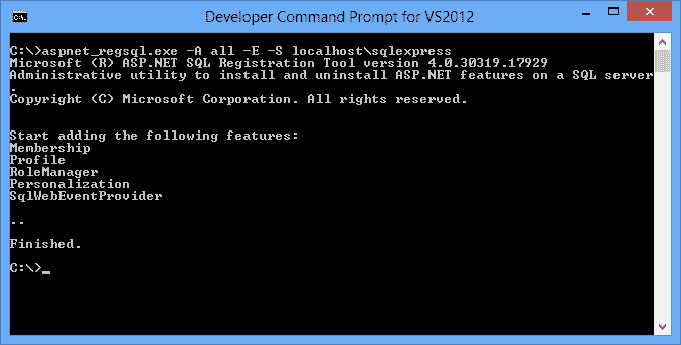 Developer Command Prompt for VS2012
C:\>aspnet_regsql.exe -A all -E -S localhost\sqlexpress
Microsoft (R) ASP.NET SQL Registration Tool version 4.0.30319.17929
Administrative utility to install and uninstall ASP.NET features on a SQL server
.
Copyright (C) Microsoft Corporation. All rights reserved.
Start adding the following features:
Membership
Profile
RoleManager
Personalization
SqlWebEventProvider
..
Finished.
C:\>_